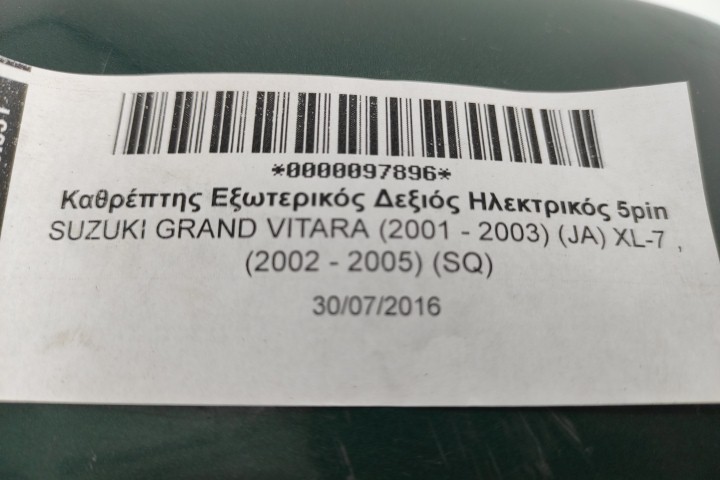 *0000097896*
Καθρέπτης Εξωτερικός Δεξιός Ηλεκτρικός 5pin
SUZUKI GRAND VITARA (2001 - 2003) (JA) XL-7 ,
(2002 - 2005) (SQ)
30/07/2016